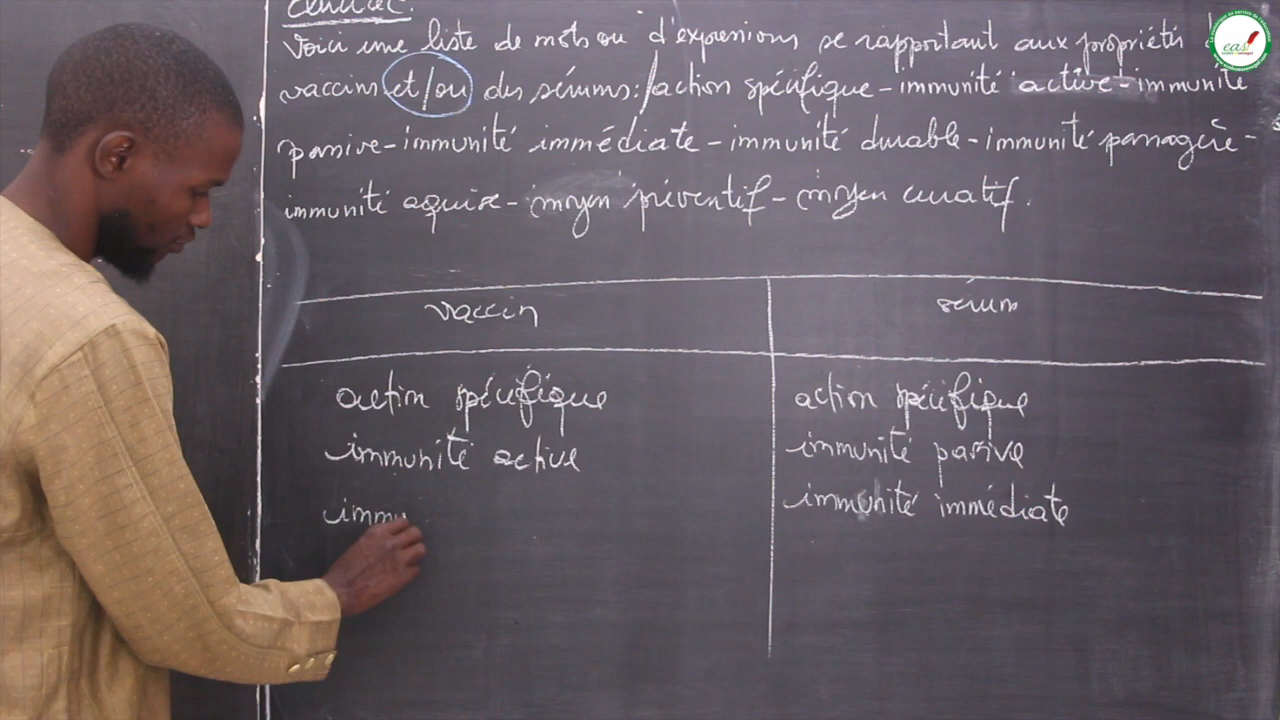 Voici une liste de mots ou d'expressions se rapportant aux propriétés
vaccins et/ou des sérums : action spécifique - immunité active - immunité
passive - immunité immédiate - immunité durable - immunité passagère -
immunité aquise - moyen préventif - moyen curatif.
vaccin
sérum
action spécifique
action spécifique
immunité active
immunité passive
immu
immunité immédiate
eas